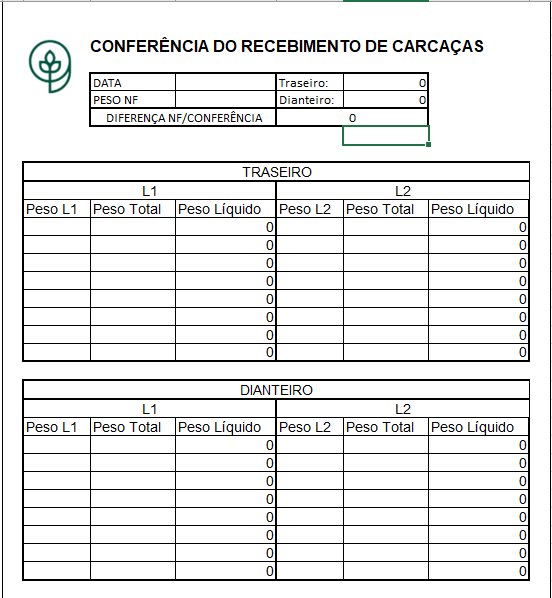 CONFERÊNCIA DO RECEBIMENTO DE CARCAÇAS
DATA Traseiro: 0
PESO NF Dianteiro: 0
DIFERENÇA NF/CONFERÊNCIA 0
TRASEIRO
L1 L2
Peso L1 Peso Total Peso Líquido Peso L2 Peso Total Peso Líquido
0 0
0 0
0 0
0 0
0 0
0 0
0 0
0 0
DIANTEIRO
L1 L2
Peso L1 Peso Total Peso Líquido Peso L2 Peso Total Peso Líquido
0 0
0 0
0 0
0 0
0 0
0 0
0 0
0 0